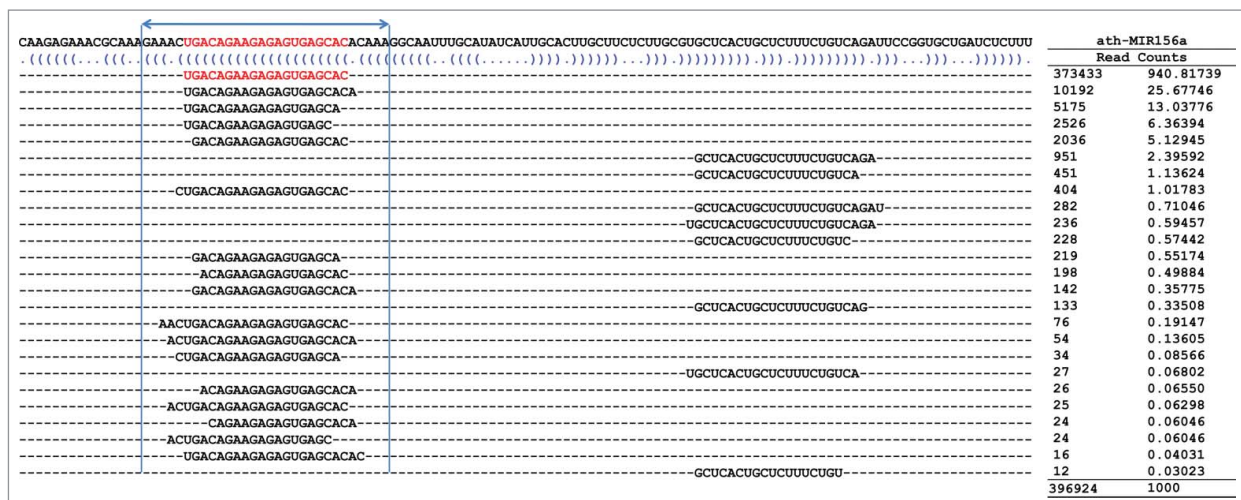 ath-MIR156a
Read Counts
CAAGAGAAACGCAAAGAAACUGACAGAAGAGAGUGAGCACACAAAGGCAAUUUGCAUAUCAUUGCACUUGCUUCUCUUGCGUGCUCACUGCUCUUUCUGUCAGAUUCCGGUGCUGAUCUCUUU
UGACAGAAGAGAGUGAGCAC 373433 940.81739
UGACAGAAGAGAGUGAGCACA 10192 25.67746
UGACAGAAGAGAGUGAGCA 5175 13.03776
UGACAGAAGAGAGUGAGC 2526 6.36394
GACAGAAGAGAGUGAGCAC 2036 5.12945
GCUCACUGCUCUUUCUGUCAGA 951 2.39592
GCUCACUGCUCUUUCUGUCA 451 1.13624
CUGACAGAAGAGAGUGAGCAC 404 1.01783
GCUCACUGCUCUUUCUGUCAGAU 282 0.71046
UGCUCACUGCUCUUUCUGUCAGA 236 0.59457
GCUCACUGCUCUUUCUGUC 228 0.57442
GACAGAAGAGAGUGAGCA 219 0.55174
ACAGAAGAGAGUGAGCAC 198 0.49884
GACAGAAGAGAGUGAGCACA 142 0.35775
GCUCACUGCUCUUUCUGUCAG 133 0.33508
AACUGACAGAAGAGAGUGAGCAC 76 0.19147
ACUGACAGAAGAGAGUGAGCACA 54 0.13605
CUGACAGAAGAGAGUGAGCA 34 0.08566
UGCUCACUGCUCUUUCUGUCA 27 0.06802
ACAGAAGAGAGUGAGCACA 26 0.06550
ACUGACAGAAGAGAGUGAGCAC 25 0.06298
CAGAAGAGAGUGAGCACA 24 0.06046
ACUGACAGAAGAGAGUGAGC 24 0.06046
UGACAGAAGAGAGUGAGCACAC 16 0.04031
GCUCACUGCUCUUUCUGU 12 0.03023
396924 1000